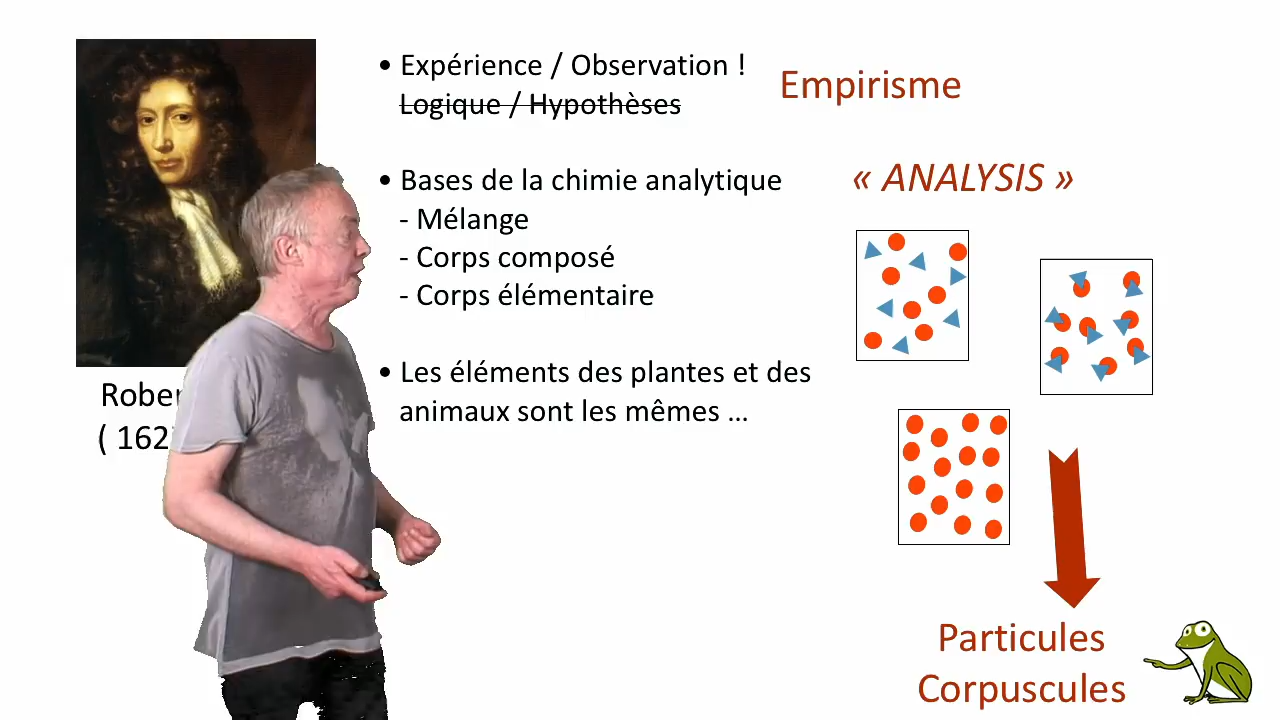 • Expérience / Observation !
Logique / Hypothèses
Empirisme
• Bases de la chimie analytique
- Mélange
- Corps composé
- Corps élémentaire
« ANALYSIS »
• Les éléments des plantes et des
animaux sont les mêmes ...
Particules
Corpuscules
( 162